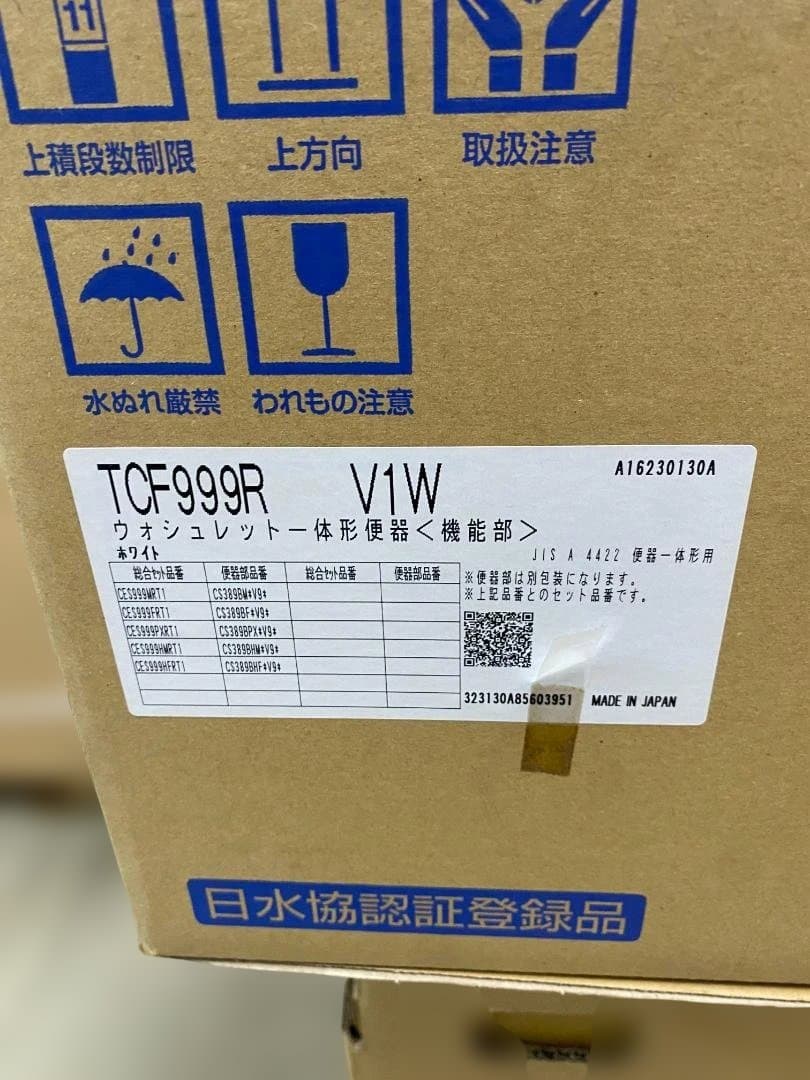 11
上積段数制限 上方向 取扱注意
水ぬれ厳禁 われもの注意
TCF999R V1W A16230130A
ウォシュレット一体形便器<機能部>
ホワイト JIS A 4422 便器一体形用
総合セット品番 便器部品番 総合セット品番 便器部品番
※便器部は別包装になります。
※上記品番とのセット品番です。
CES999MRT1 CS389BM*V9*
CES999FRT1 CS389BF*V9*
CES999PXRT1 CS389BPX*V9*
CES999HMRT1 CS389BHM*V9*
CES999HFRT1 CS389BHF*V9*
323130A85603951 MADE IN JAPAN
日水協認証登録品